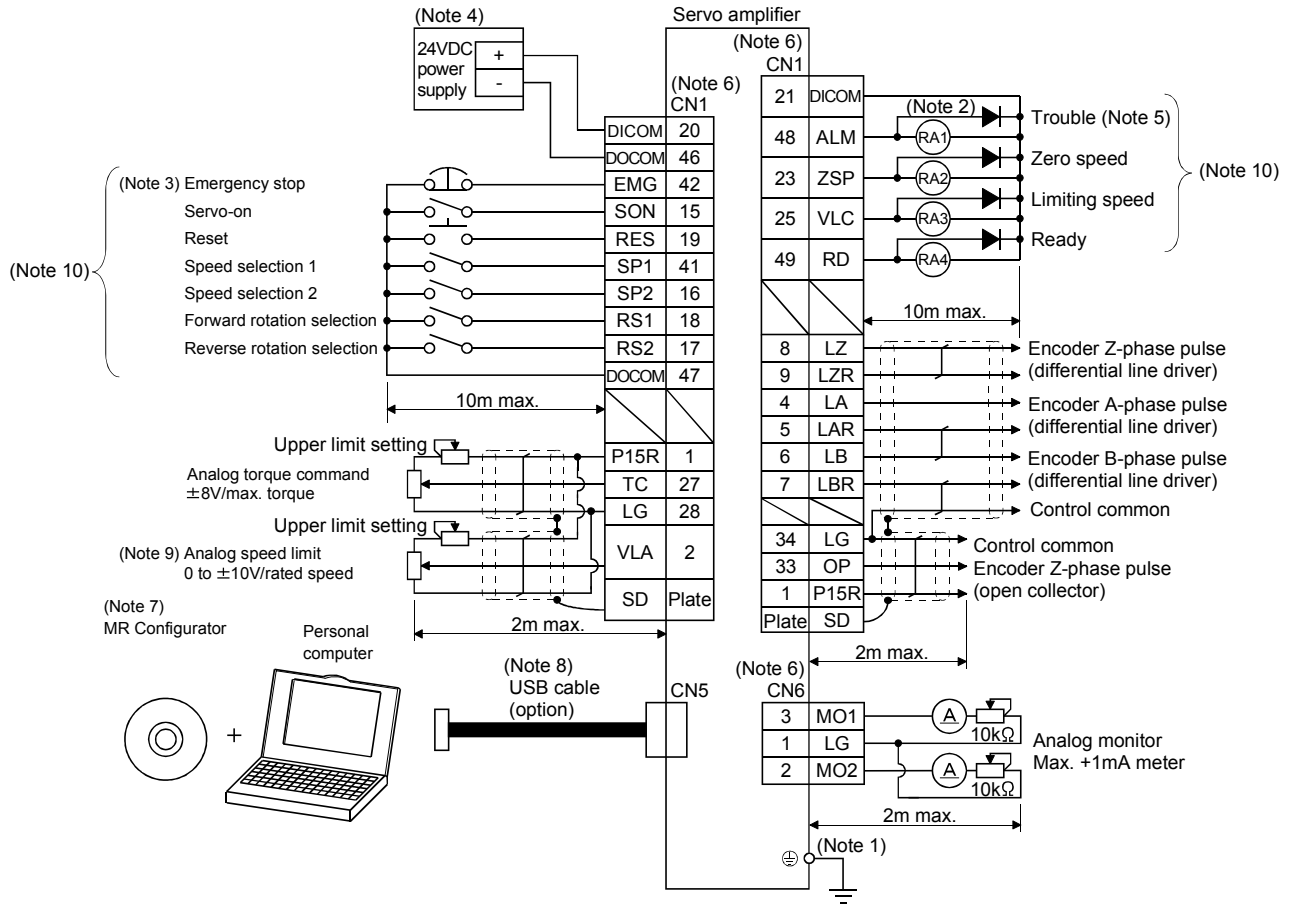 (Note 4)
24VDC
power
supply
+
-
Servo amplifier
(Note 6)
CN1
DICOM 20
DOCOM 46
EMG 42
SON 15
RES 19
SP1 41
SP2 16
RS1 18
RS2 17
DOCOM 47
P15R 1
TC 27
LG 28
VLA 2
SD Plate
(Note 10)
(Note 3) Emergency stop
Servo-on
Reset
Speed selection 1
Speed selection 2
Forward rotation selection
Reverse rotation selection
10m max.
Upper limit setting
Analog torque command
±8V/max. torque
Upper limit setting
(Note 9) Analog speed limit
0 to ±10V/rated speed
2m max.
(Note 7)
MR Configurator
+
Personal
computer
(Note 8)
USB cable
(option)
CN5
(Note 6)
CN1
21 DICOM
48 ALM
23 ZSP
25 VLC
49 RD
8 LZ
9 LZR
4 LA
5 LAR
6 LB
7 LBR
34 LG
33 OP
1 P15R
Plate SD
(Note 2)
RA1
RA2
RA3
RA4
Trouble (Note 5)
Zero speed
Limiting speed
Ready
(Note 10)
10m max.
Encoder Z-phase pulse
(differential line driver)
Encoder A-phase pulse
(differential line driver)
Encoder B-phase pulse
(differential line driver)
Control common
Control common
Encoder Z-phase pulse
(open collector)
2m max.
(Note 6)
CN6
3 MO1
1 LG
2 MO2
A
10kΩ
A
10kΩ
Analog monitor
Max. +1mA meter
2m max.
(Note 1)